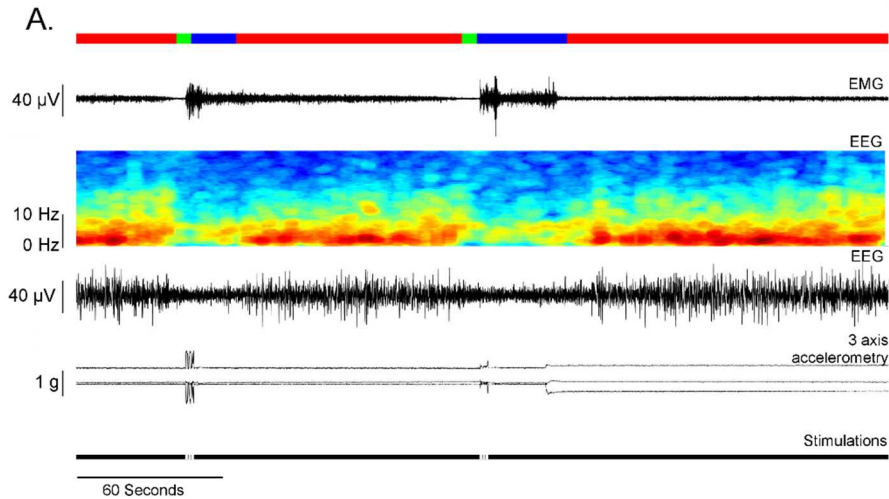 A.
EMG
40 µV
EEG
10 Hz
0 Hz
EEG
40 µV
3 axis
accelerometry
1 g
Stimulations
60 Seconds